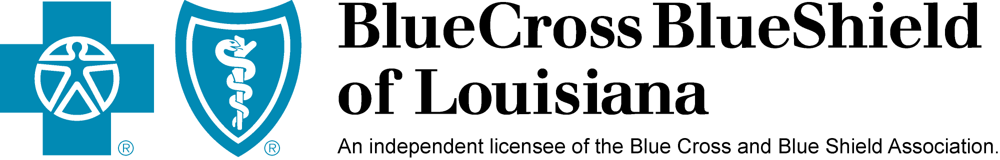 BlueCross BlueShield
of Louisiana
An independent licensee of the Blue Cross and Blue Shield Association.
® ®